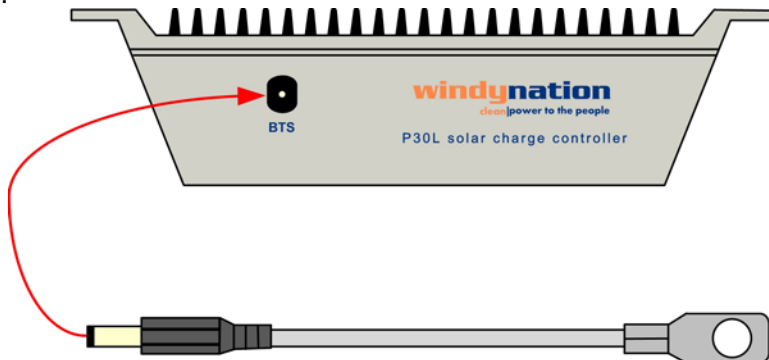 windynation
clean|power to the people
BTS
P30L solar charge controller